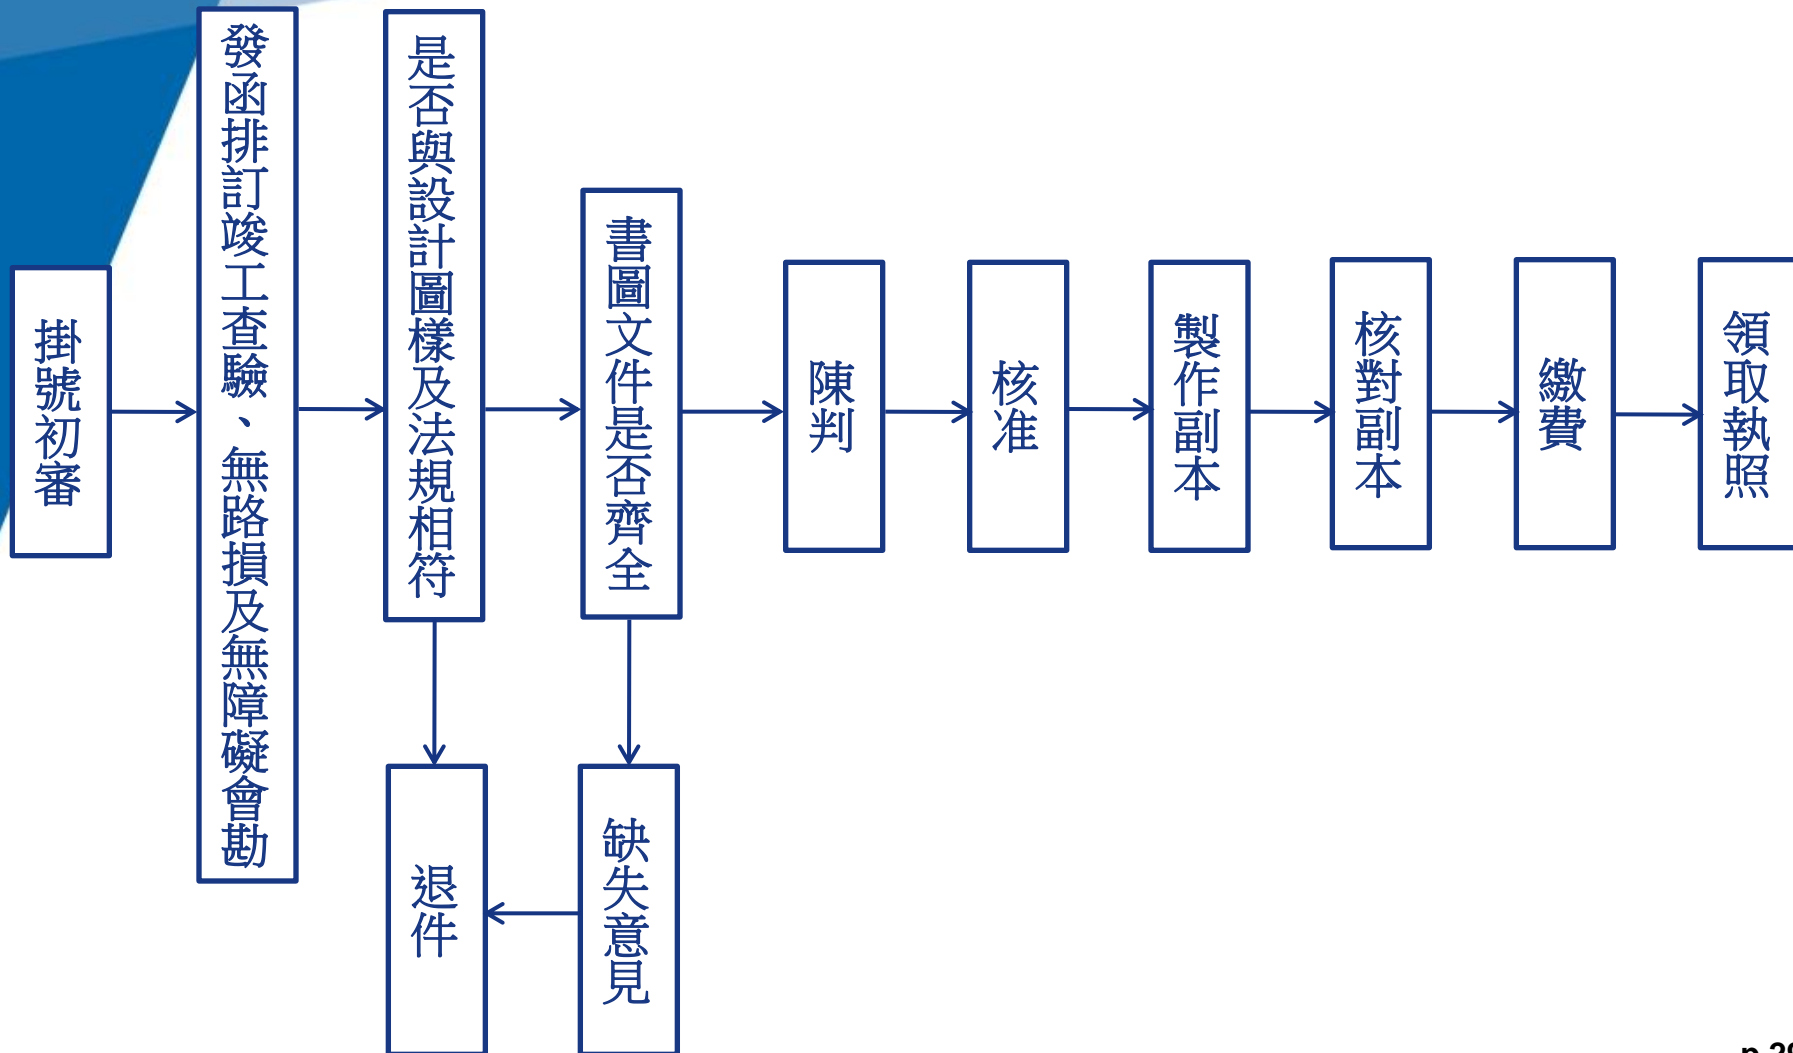 掛號初審
發函排訂竣工查驗、無路損及無障礙會勘
是否與設計圖樣及法規相符
書圖文件是否齊全
陳判
核准
製作副本
核對副本
繳費
領取執照
退件
缺失意見